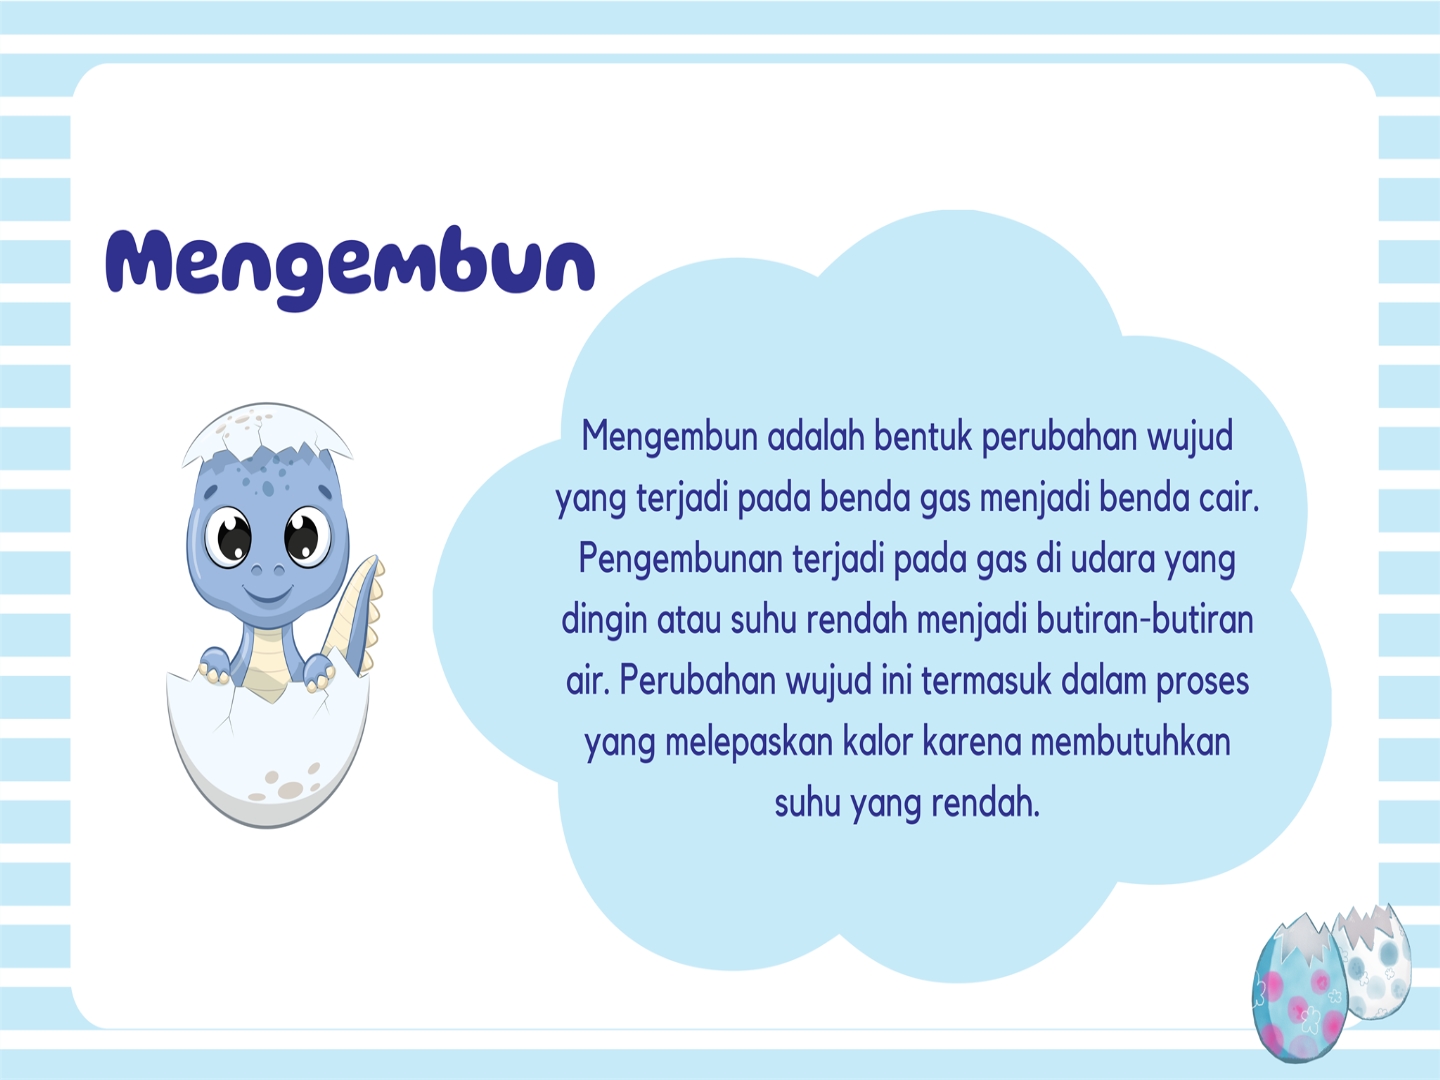 Mengembun
Mengembun adalah bentuk perubahan wujud
yang terjadi pada benda gas menjadi benda cair.
Pengembunan terjadi pada gas di udara yang
dingin atau suhu rendah menjadi butiran-butiran
air. Perubahan wujud ini termasuk dalam proses
yang melepaskan kalor karena membutuhkan
suhu yang rendah.